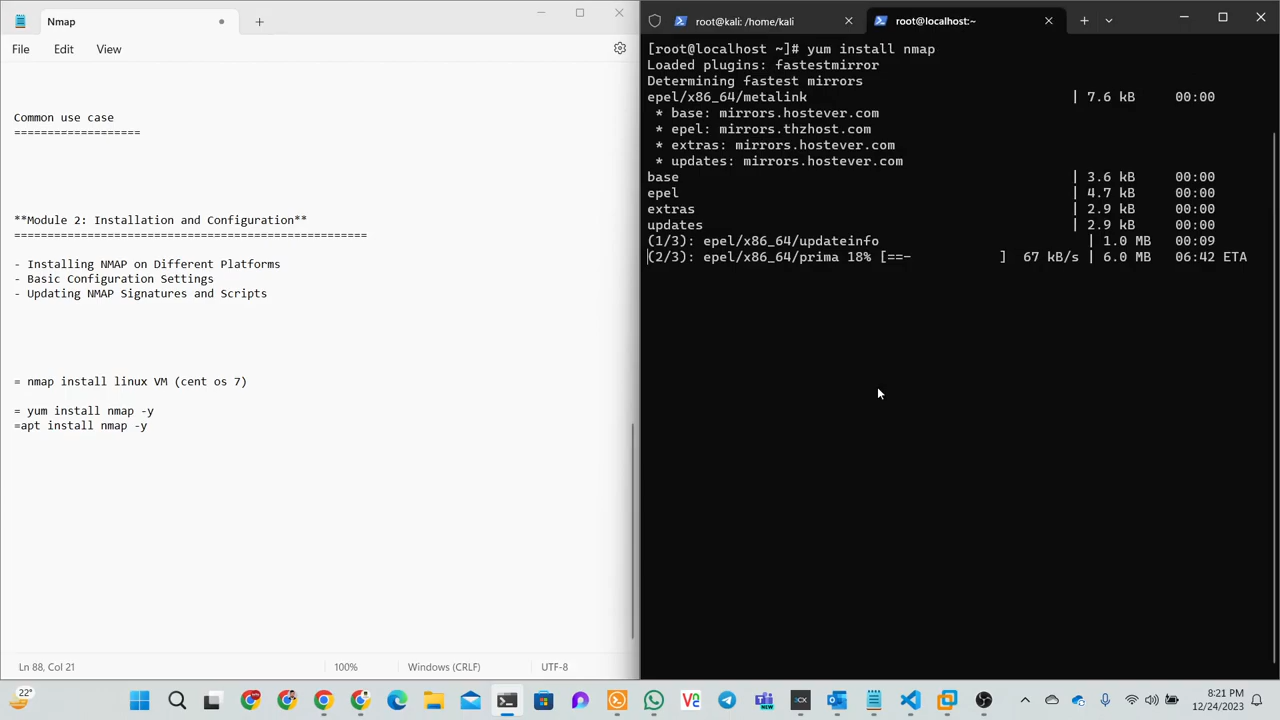 Nmap
File Edit View
Common use case
===================
**Module 2: Installation and Configuration**
=====================================================
- Installing NMAP on Different Platforms
- Basic Configuration Settings
- Updating NMAP Signatures and Scripts
= nmap install linux VM (cent os 7)
= yum install nmap -y
=apt install nmap -y
Ln 88, Col 21 100% Windows (CRLF) UTF-8
root@kali: /home/kali root@localhost:~
[root@localhost ~]# yum install nmap
Loaded plugins: fastestmirror
Determining fastest mirrors
epel/x86_64/metalink | 7.6 kB 00:00
* base: mirrors.hostever.com
* epel: mirrors.thzhost.com
* extras: mirrors.hostever.com
* updates: mirrors.hostever.com
base | 3.6 kB 00:00
epel | 4.7 kB 00:00
extras | 2.9 kB 00:00
updates | 2.9 kB 00:00
(1/3): epel/x86_64/updateinfo | 1.0 MB 00:09
(2/3): epel/x86_64/prima 18% [==- ] 67 kB/s | 6.0 MB 06:42 ETA
22°
8:21 PM
12/24/2023